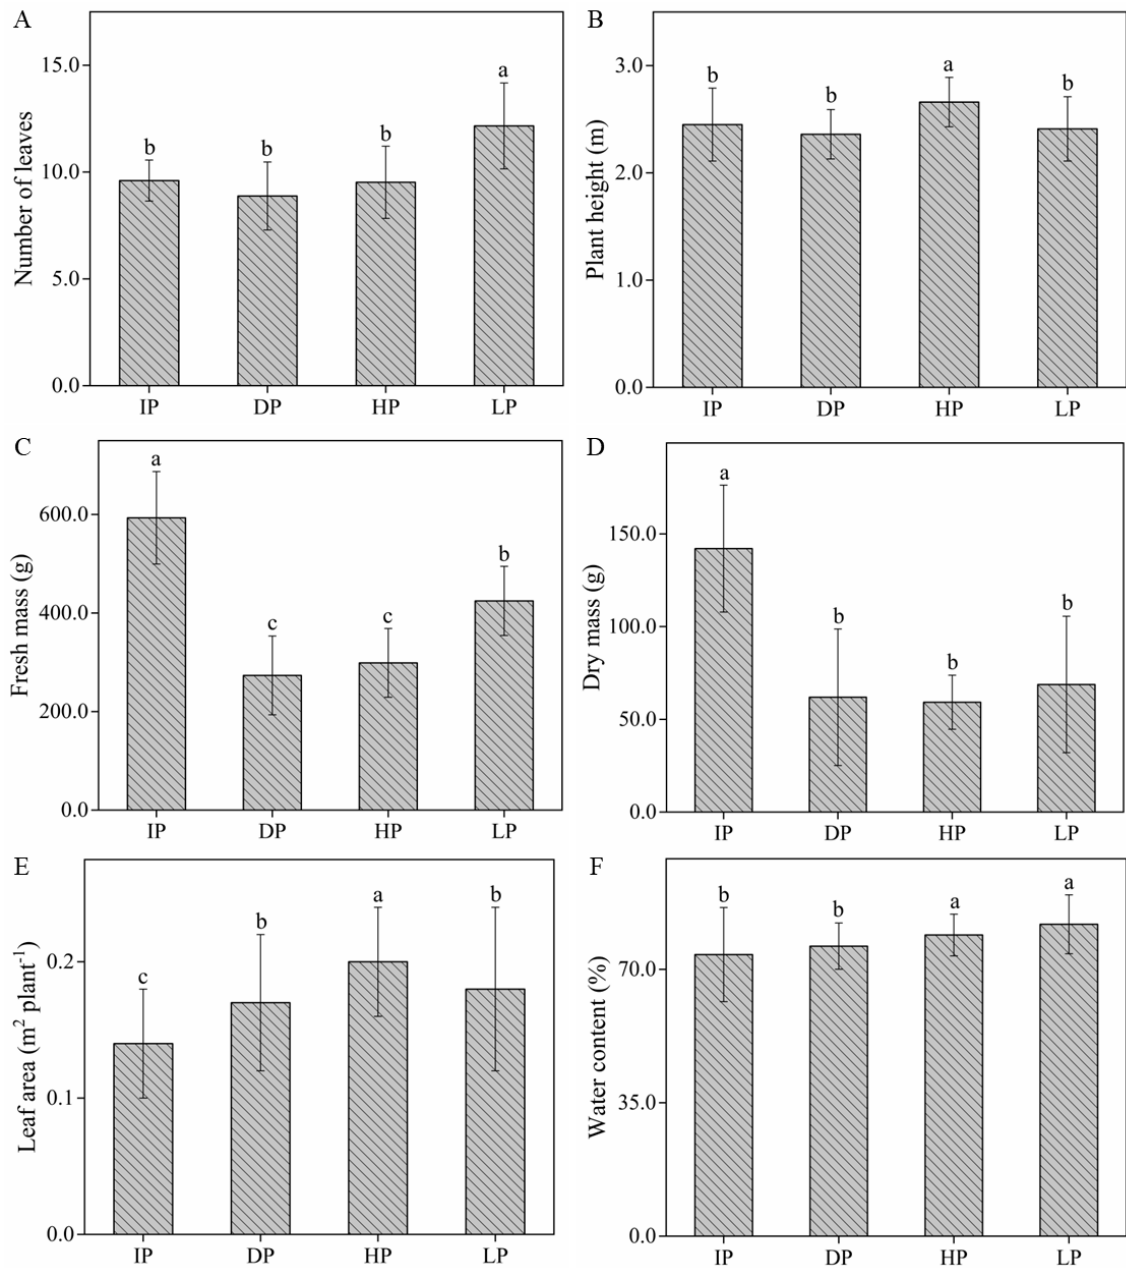 A
Number of leaves
15.0
10.0
5.0
0.0
b
b
b
a
IP
DP
HP
LP
B
Plant height (m)
3.0
2.0
1.0
0.0
b
b
a
b
IP
DP
HP
LP
C
Fresh mass (g)
600.0
400.0
200.0
0.0
a
c
c
b
IP
DP
HP
LP
D
Dry mass (g)
150.0
100.0
50.0
0.0
a
b
b
b
IP
DP
HP
LP
E
Leaf area (m² plant⁻¹)
0.2
0.1
0.0
c
b
a
b
IP
DP
HP
LP
F
Water content (%)
70.0
35.0
0.0
b
b
a
a
IP
DP
HP
LP